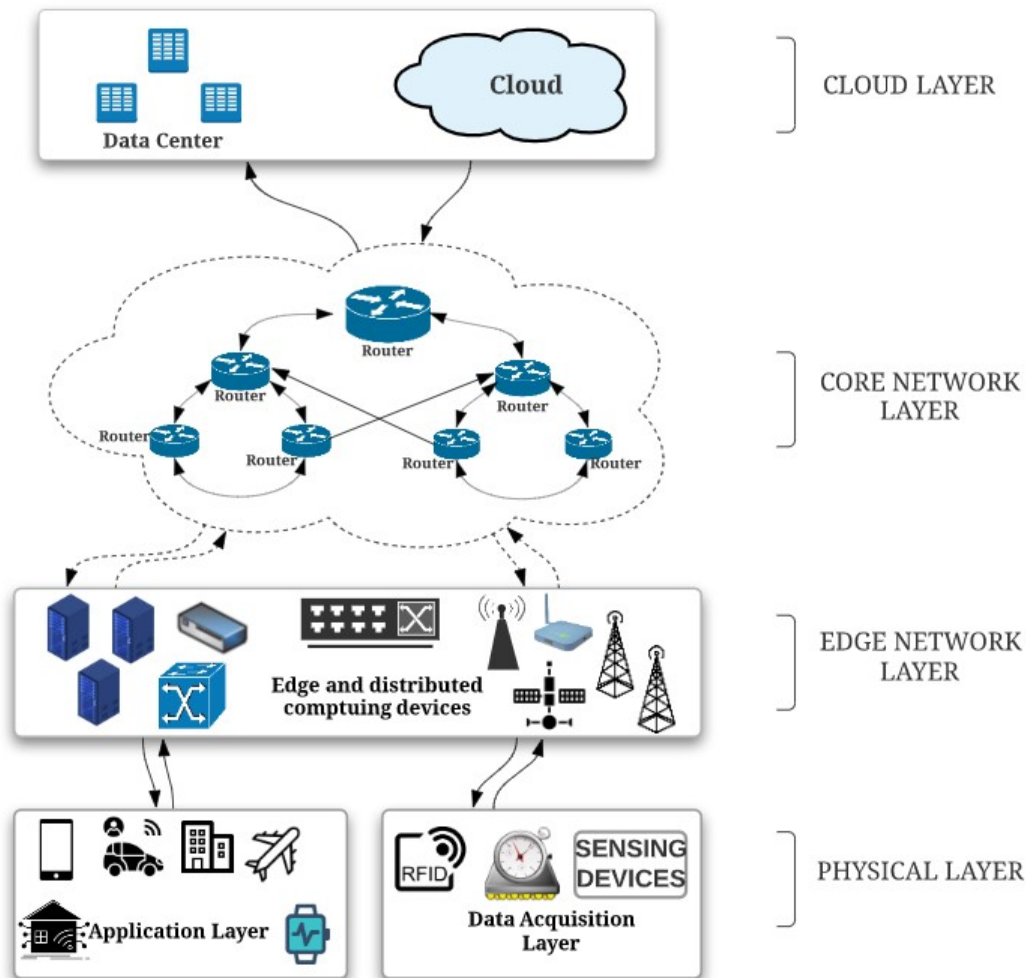 Data Center
Cloud
CLOUD LAYER
Router
Router
Router
Router
Router
Router
Router
CORE NETWORK
LAYER
Edge and distributed
comptuing devices
EDGE NETWORK
LAYER
Application Layer
RFID
SENSING
DEVICES
Data Acquisition
Layer
PHYSICAL LAYER